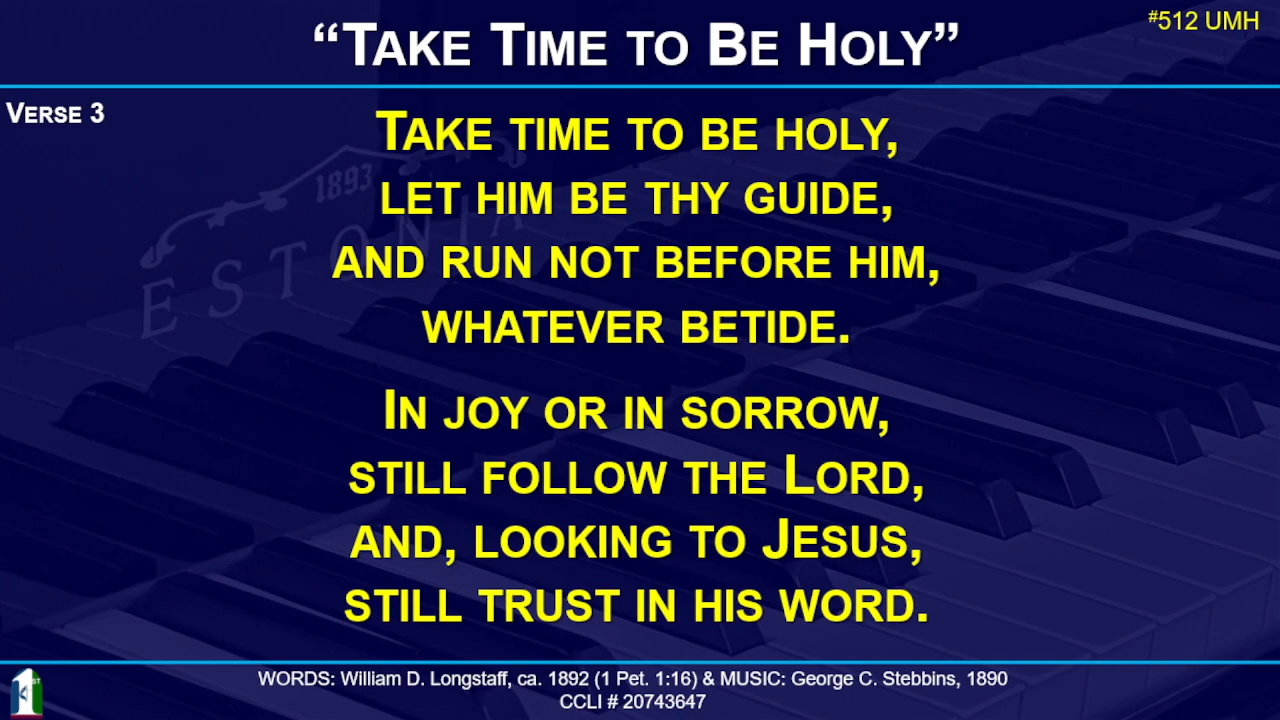 “Take Time to Be Holy”
#512 UMH
Verse 3
Take time to be holy,
let him be thy guide,
and run not before him,
whatever betide.
In joy or in sorrow,
still follow the Lord,
and, looking to Jesus,
still trust in his word.
1893
ESTONIA
WORDS: William D. Longstaff, ca. 1892 (1 Pet. 1:16) & MUSIC: George C. Stebbins, 1890
CCLI # 20743647
1ST